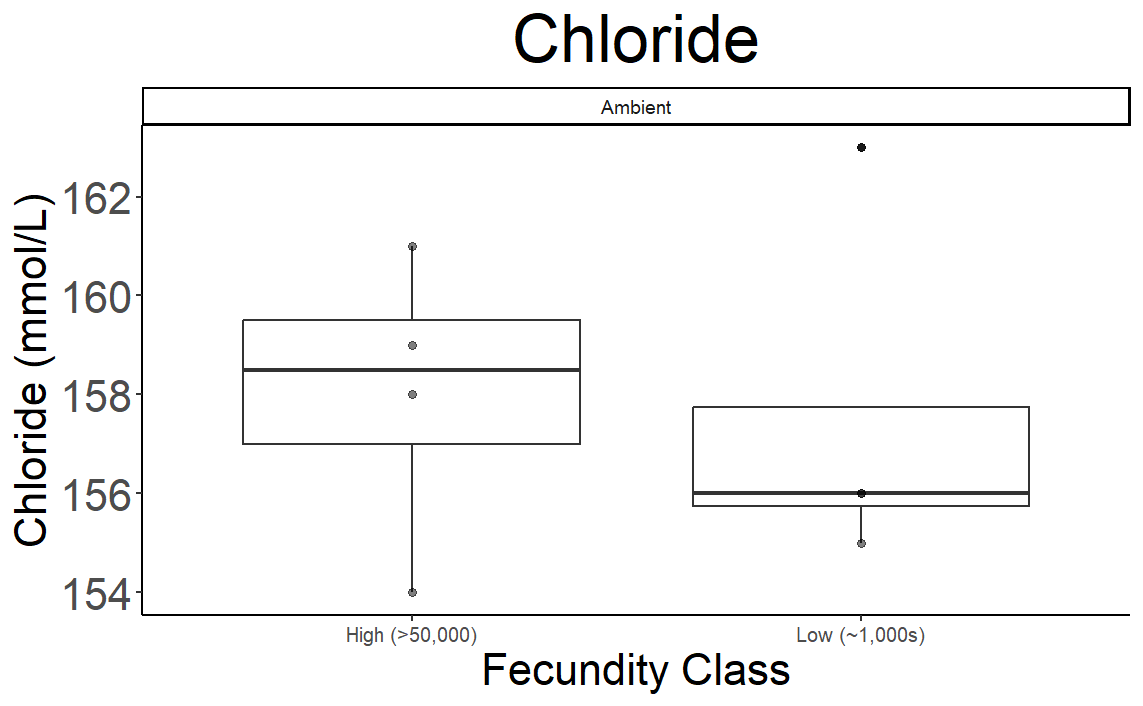 Chloride
Ambient
Chloride (mmol/L)
162
160
158
156
154
High (>50,000)
Low (~1,000s)
Fecundity Class